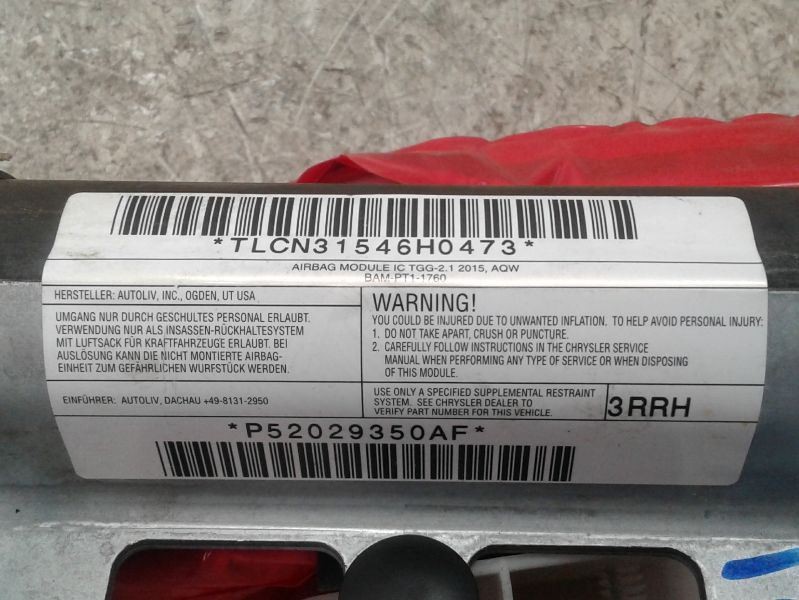 *TLCN31546H0473*
AIRBAG MODULE IC TGG-2.1 2015, AQW
BAM-PT1-1760
HERSTELLER: AUTOLIV, INC., OGDEN, UT USA
UMGANG NUR DURCH GESCHULTES PERSONAL ERLAUBT.
VERWENDUNG NUR ALS INSASSEN-RÜCKHALTESYSTEM
MIT LUFTSACK FÜR KRAFTFAHRZEUGE ERLAUBT. BEI
AUSLÖSUNG KANN DIE NICHT MONTIERTE AIRBAG-
EINHEIT ZUM GEFÄHRLICHEN WURFSTÜCK WERDEN.
EINFÜHRER: AUTOLIV, DACHAU +49-8131-2950
WARNING!
YOU COULD BE INJURED DUE TO UNWANTED INFLATION. TO HELP AVOID PERSONAL INJURY:
1. DO NOT TAKE APART, CRUSH OR PUNCTURE.
2. CAREFULLY FOLLOW INSTRUCTIONS IN THE CHRYSLER SERVICE
MANUAL WHEN PERFORMING ANY TYPE OF SERVICE OR WHEN DISPOSING
OF THIS MODULE.
USE ONLY A SPECIFIED SUPPLEMENTAL RESTRAINT
SYSTEM. SEE CHRYSLER DEALER TO
VERIFY PART NUMBER FOR THIS VEHICLE.
3RRH
*P52029350AF*